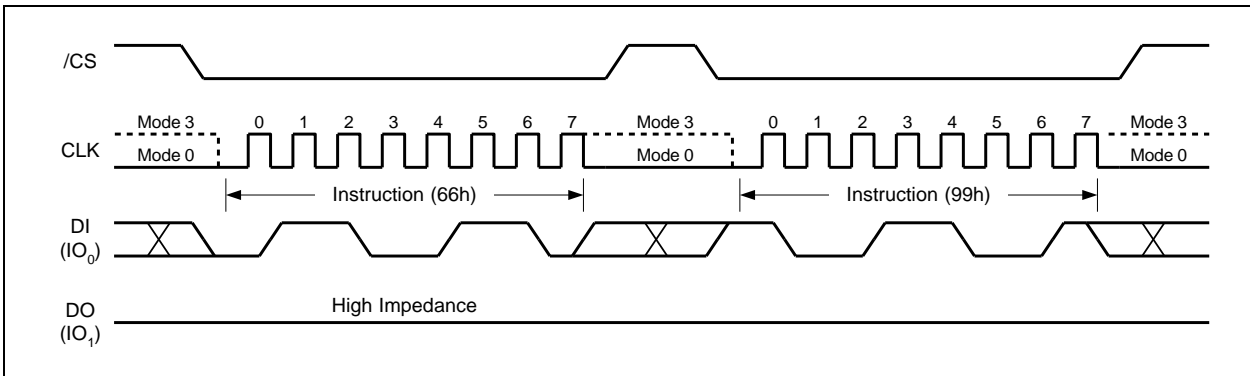 /CS
Mode 3 0 1 2 3 4 5 6 7 Mode 3 0 1 2 3 4 5 6 7 Mode 3
CLK
Mode 0 Mode 0 Mode 0
Instruction (66h) Instruction (99h)
DI
(IO0)
High Impedance
DO
(IO1)